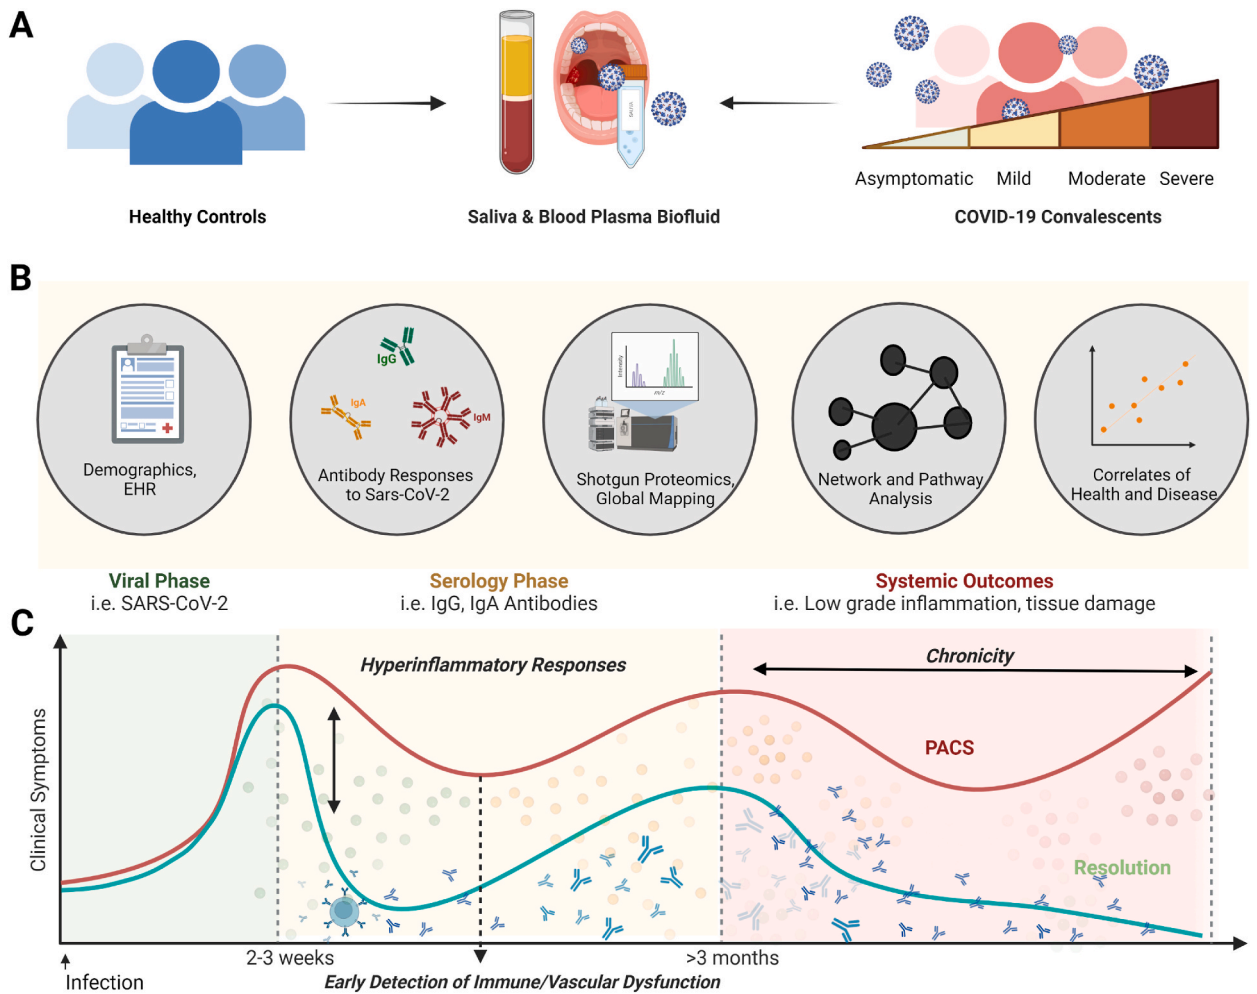 A
SALIVA
Asymptomatic Mild Moderate Severe
Healthy Controls
Saliva & Blood Plasma Biofluid
COVID-19 Convalescents
B
Demographics,
EHR
IgG
IgA
IgM
Antibody Responses
to Sars-CoV-2
Intensity
m/z
Shotgun Proteomics,
Global Mapping
Network and Pathway
Analysis
Correlates of
Health and Disease
Viral Phase
i.e. SARS-CoV-2
Serology Phase
i.e. IgG, IgA Antibodies
Systemic Outcomes
i.e. Low grade inflammation, tissue damage
C
Clinical Symptoms
Hyperinflammatory Responses
Chronicity
PACS
Resolution
Infection
2-3 weeks
>3 months
Early Detection of Immune/Vascular Dysfunction